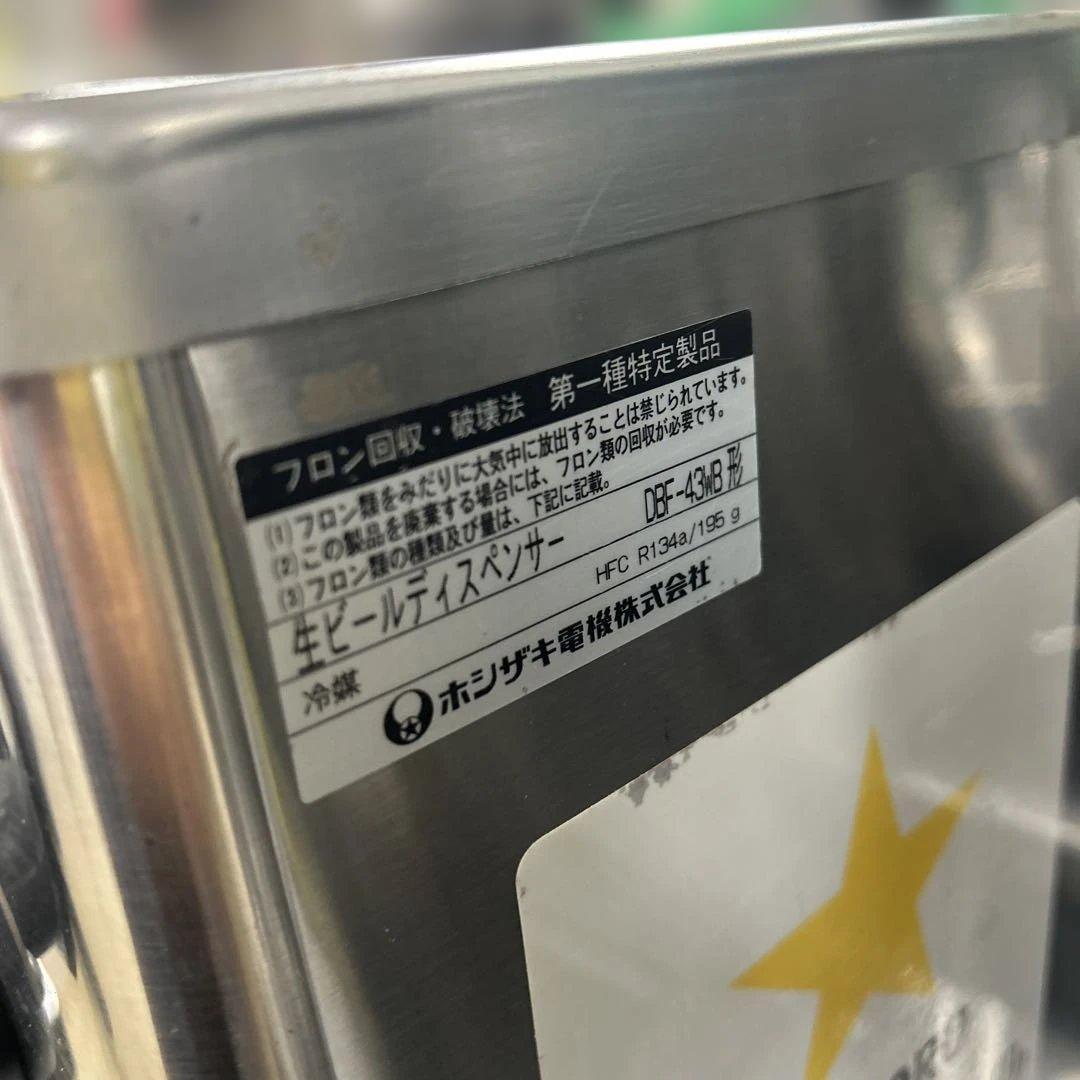 フロン回収・破壊法 第一種特定製品
(1)フロン類をみだりに大気中に放出することは禁じられています。
(2)この製品を廃棄する場合には、フロン類の回収が必要です。
(3)フロン類の種類及び量は、下記に記載。
生ビールディスペンサー DBF-43WB形
冷媒 HFC R134a/195g
ホシザキ電機株式会社